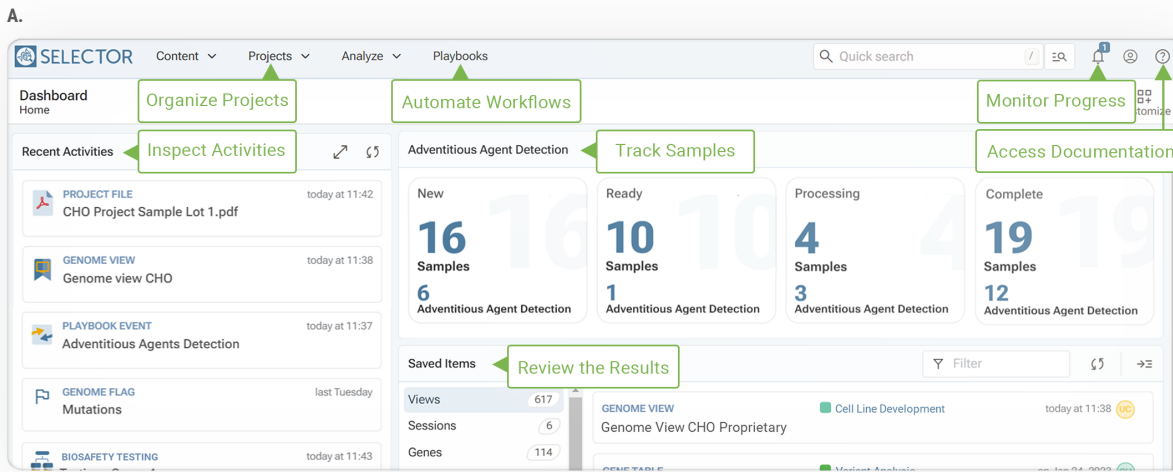 A.
SELECTOR
Content
Projects
Analyze
Playbooks
Quick search
/
1
Organize Projects
Automate Workflows
Monitor Progress
Access Documentation
Dashboard
Home
Recent Activities
Inspect Activities
PROJECT FILE
today at 11:42
CHO Project Sample Lot 1.pdf
GENOME VIEW
today at 11:38
Genome view CHO
PLAYBOOK EVENT
today at 11:37
Adventitious Agents Detection
GENOME FLAG
last Tuesday
Mutations
BIOSAFETY TESTING
today at 11:43
Adventitious Agent Detection
Track Samples
New
16
Samples
6
Adventitious Agent Detection
Ready
10
Samples
1
Adventitious Agent Detection
Processing
4
Samples
3
Adventitious Agent Detection
Complete
19
Samples
12
Adventitious Agent Detection
Saved Items
Review the Results
Filter
Views 617
Sessions 6
Genes 114
GENOME VIEW
Cell Line Development
today at 11:38
UC
Genome View CHO Proprietary
GENE TABLE
Variant Analysis